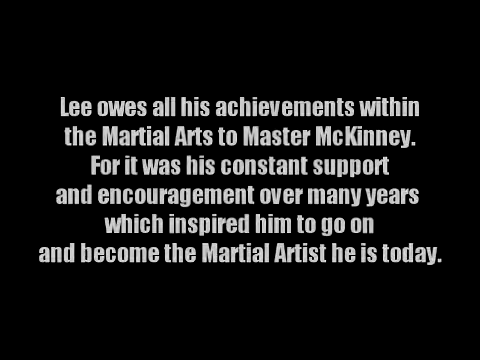 Lee owes all his achievements within
the Martial Arts to Master McKinney.
For it was his constant support
and encouragement over many years
which inspired him to go on
and become the Martial Artist he is today.